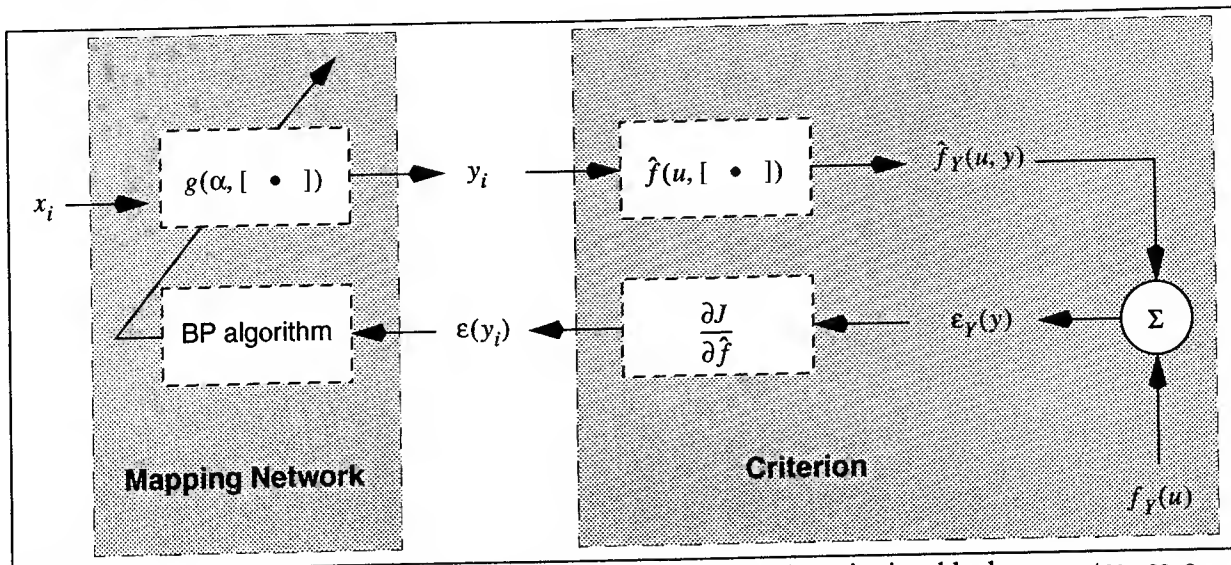 x_i
g(α, [ • ])
y_i
f̂(u, [ • ])
f̂_Y(u, y)
BP algorithm
ε(y_i)
∂J
∂f̂
ε_Y(y)
Σ
Mapping Network
Criterion
f_Y(u)